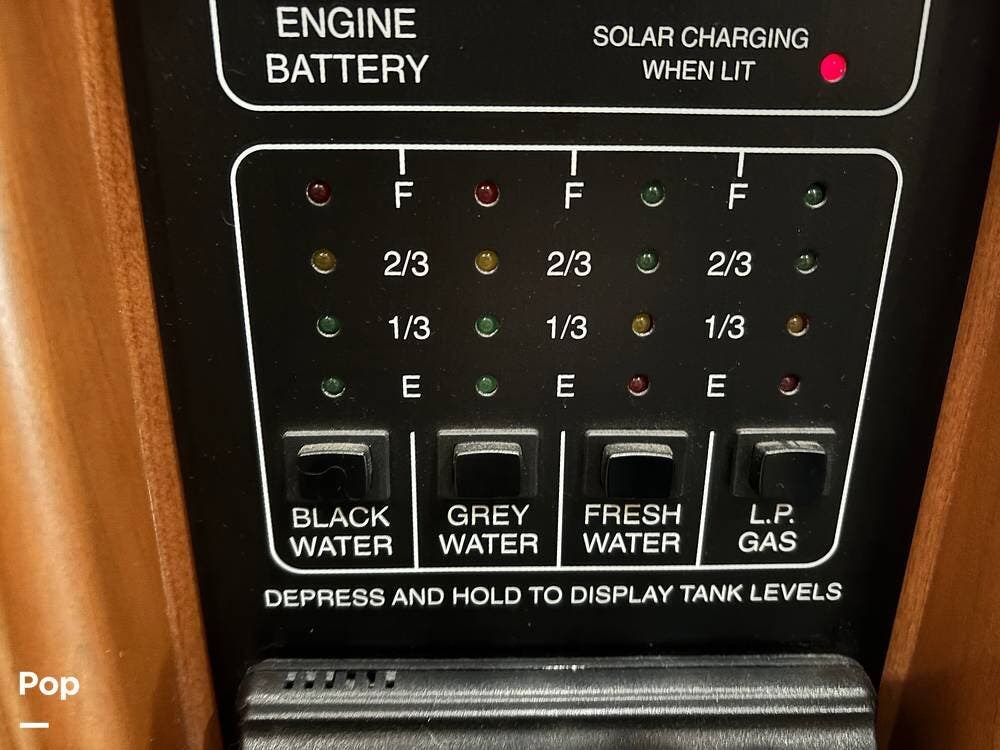 ENGINE
BATTERY
SOLAR CHARGING
WHEN LIT
F F F
2/3 2/3 2/3
1/3 1/3 1/3
E E E
BLACK
WATER
GREY
WATER
FRESH
WATER
L.P.
GAS
DEPRESS AND HOLD TO DISPLAY TANK LEVELS
Pop